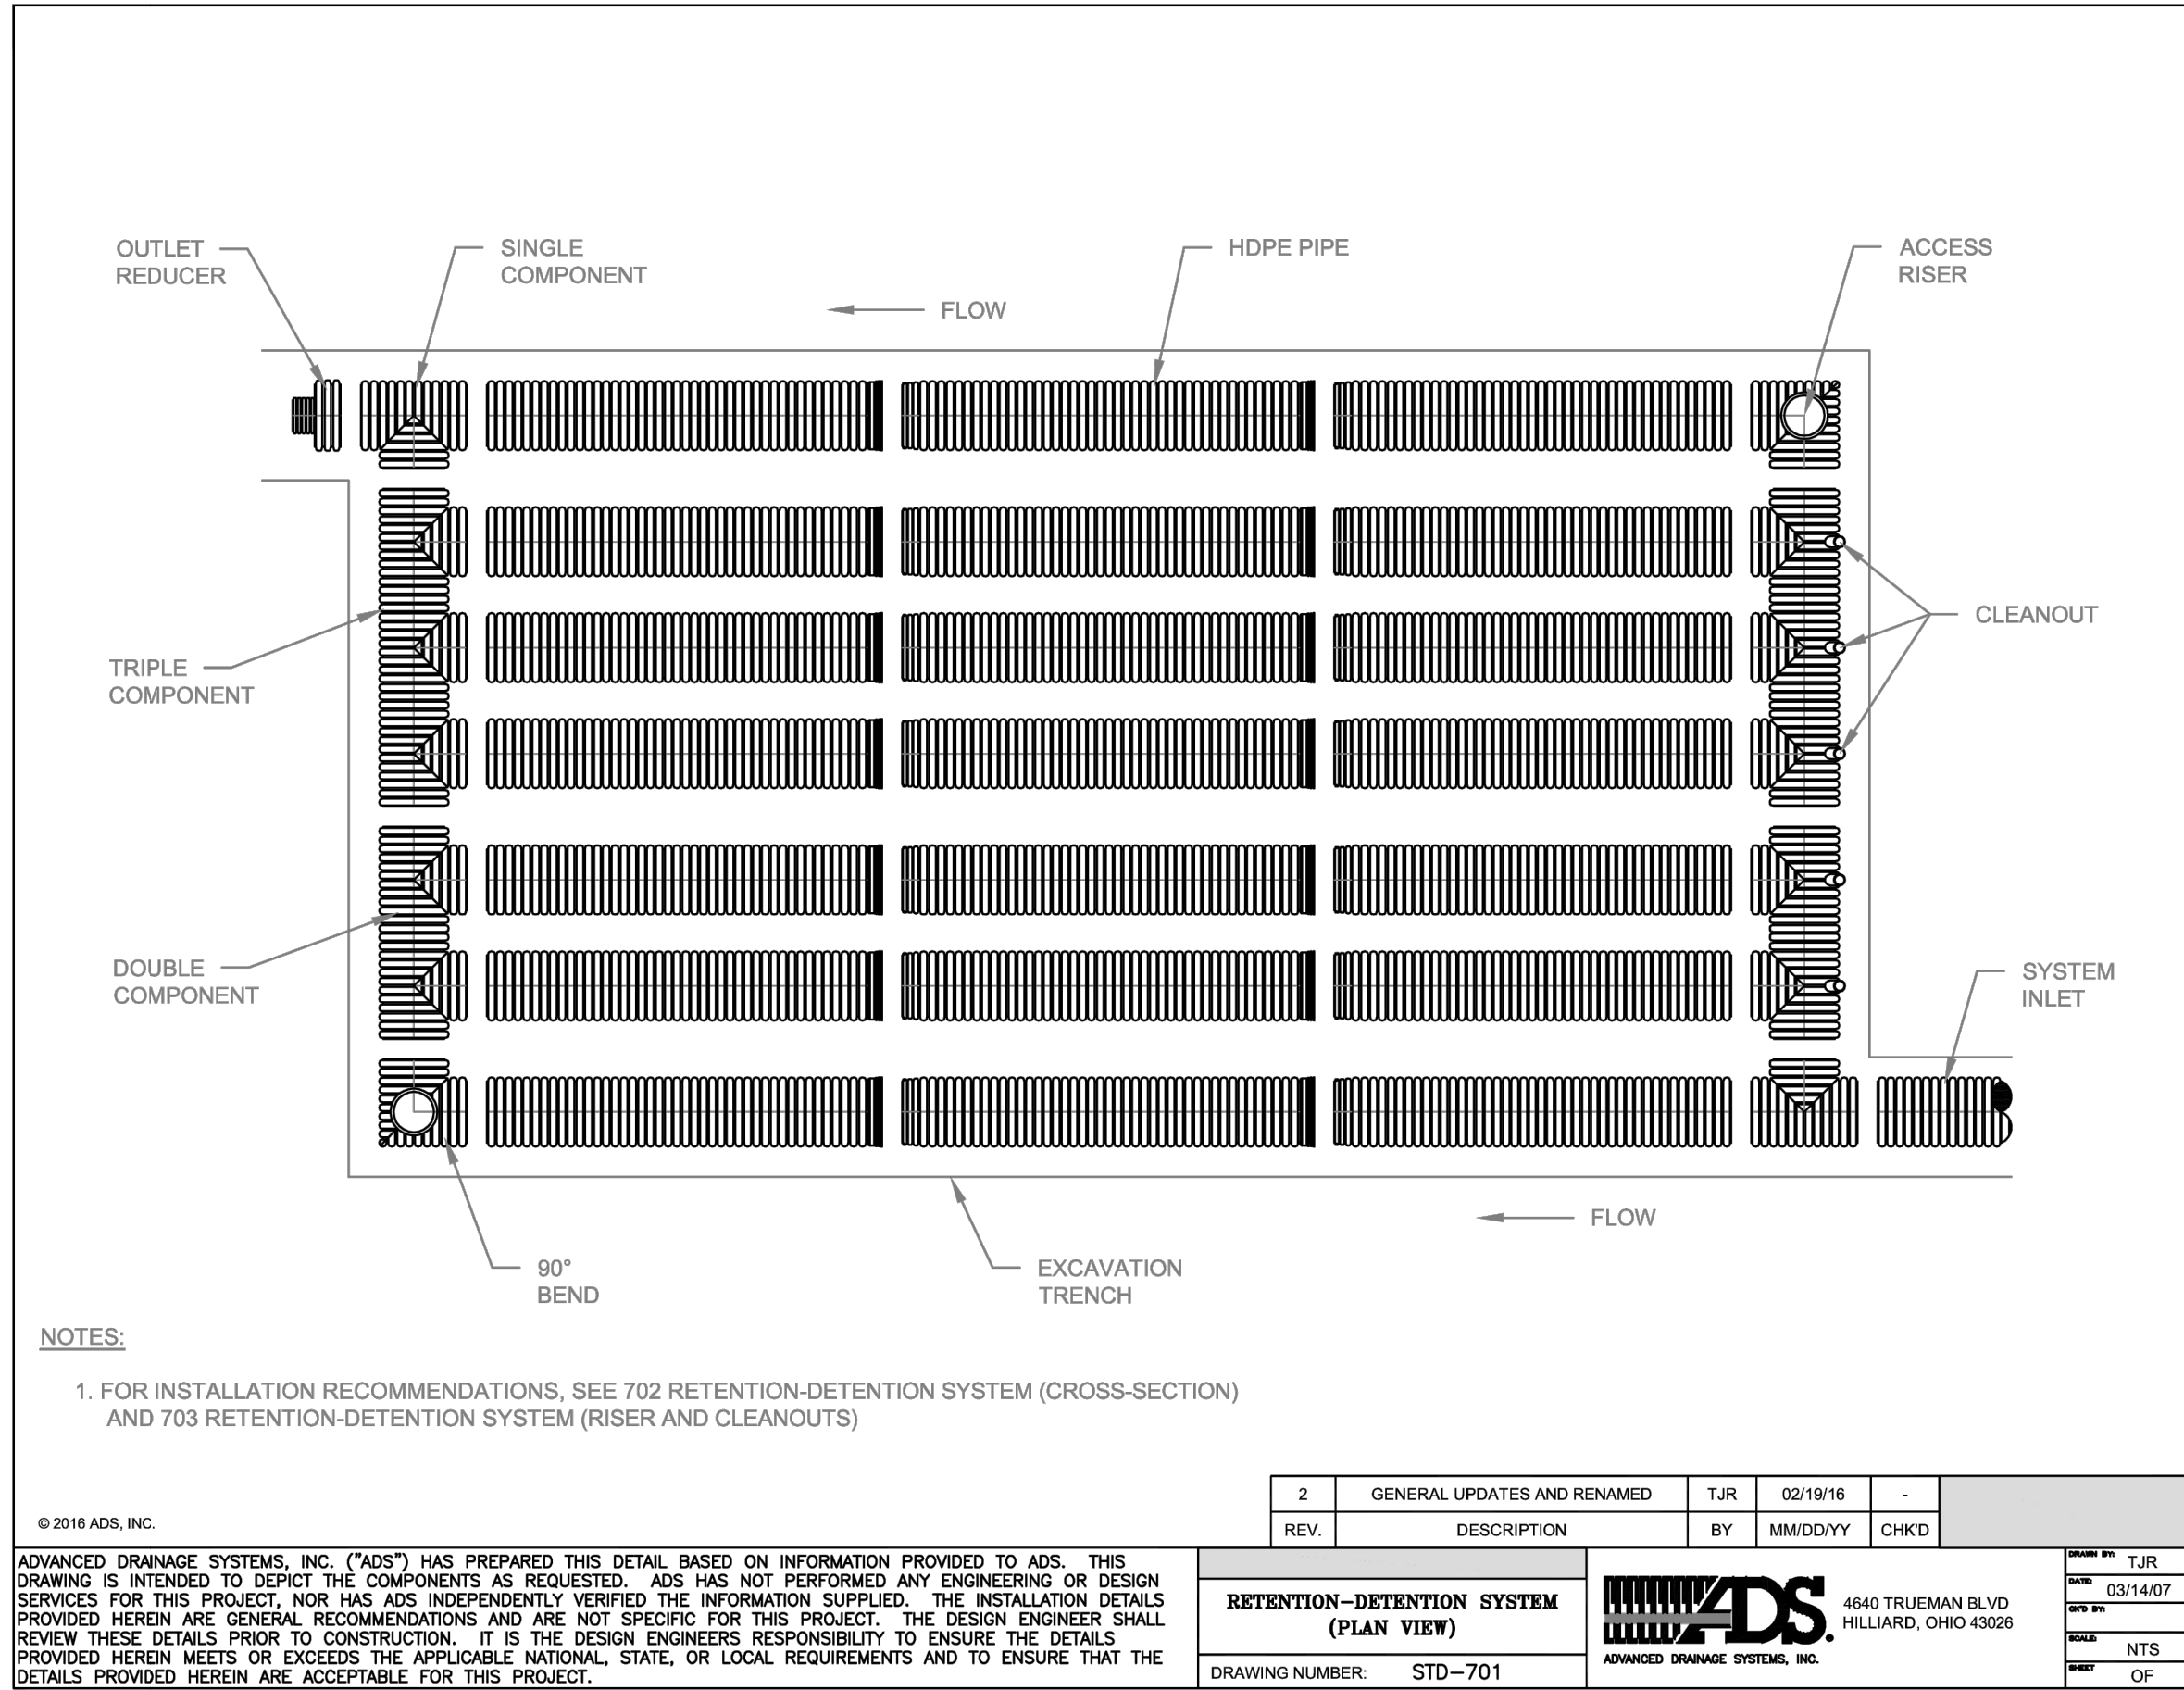 OUTLET
REDUCER
SINGLE
COMPONENT
HDPE PIPE
ACCESS
RISER
FLOW
CLEANOUT
TRIPLE
COMPONENT
DOUBLE
COMPONENT
SYSTEM
INLET
FLOW
90°
BEND
EXCAVATION
TRENCH
NOTES:
1. FOR INSTALLATION RECOMMENDATIONS, SEE 702 RETENTION-DETENTION SYSTEM (CROSS-SECTION)
AND 703 RETENTION-DETENTION SYSTEM (RISER AND CLEANOUTS)
2 GENERAL UPDATES AND RENAMED TJR 02/19/16 -
REV. DESCRIPTION BY MM/DD/YY CHK'D
© 2016 ADS, INC.
ADVANCED DRAINAGE SYSTEMS, INC. ("ADS") HAS PREPARED THIS DETAIL BASED ON INFORMATION PROVIDED TO ADS. THIS
DRAWING IS INTENDED TO DEPICT THE COMPONENTS AS REQUESTED. ADS HAS NOT PERFORMED ANY ENGINEERING OR DESIGN
SERVICES FOR THIS PROJECT, NOR HAS ADS INDEPENDENTLY VERIFIED THE INFORMATION SUPPLIED. THE INSTALLATION DETAILS
PROVIDED HEREIN ARE GENERAL RECOMMENDATIONS AND ARE NOT SPECIFIC FOR THIS PROJECT. THE DESIGN ENGINEER SHALL
REVIEW THESE DETAILS PRIOR TO CONSTRUCTION. IT IS THE DESIGN ENGINEERS RESPONSIBILITY TO ENSURE THE DETAILS
PROVIDED HEREIN MEETS OR EXCEEDS THE APPLICABLE NATIONAL, STATE, OR LOCAL REQUIREMENTS AND TO ENSURE THAT THE
DETAILS PROVIDED HEREIN ARE ACCEPTABLE FOR THIS PROJECT.
RETENTION-DETENTION SYSTEM
(PLAN VIEW)
DRAWING NUMBER: STD-701
ADS.
ADVANCED DRAINAGE SYSTEMS, INC.
4640 TRUEMAN BLVD
HILLIARD, OHIO 43026
DRAWN BY: TJR
DATE: 03/14/07
CK'D BY:
SCALE: NTS
SHEET OF